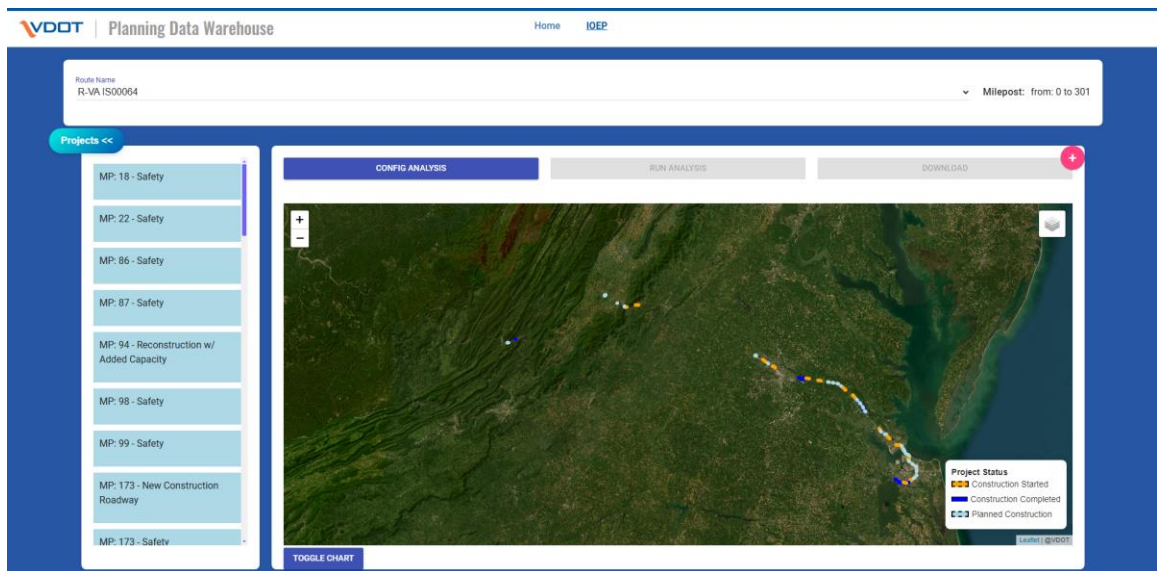 VDOT | Planning Data Warehouse
Home IOEP
Route Name
R-VA IS00064
Milepost: from: 0 to 301
Projects <<
MP: 18 - Safety
MP: 22 - Safety
MP: 86 - Safety
MP: 87 - Safety
MP: 94 - Reconstruction w/
Added Capacity
MP: 98 - Safety
MP: 99 - Safety
MP: 173 - New Construction
Roadway
MP: 173 - Safety
CONFIG ANALYSIS
RUN ANALYSIS
DOWNLOAD
+
+
−
Project Status
Construction Started
Construction Completed
Planned Construction
Leaflet | @VDOT
TOGGLE CHART